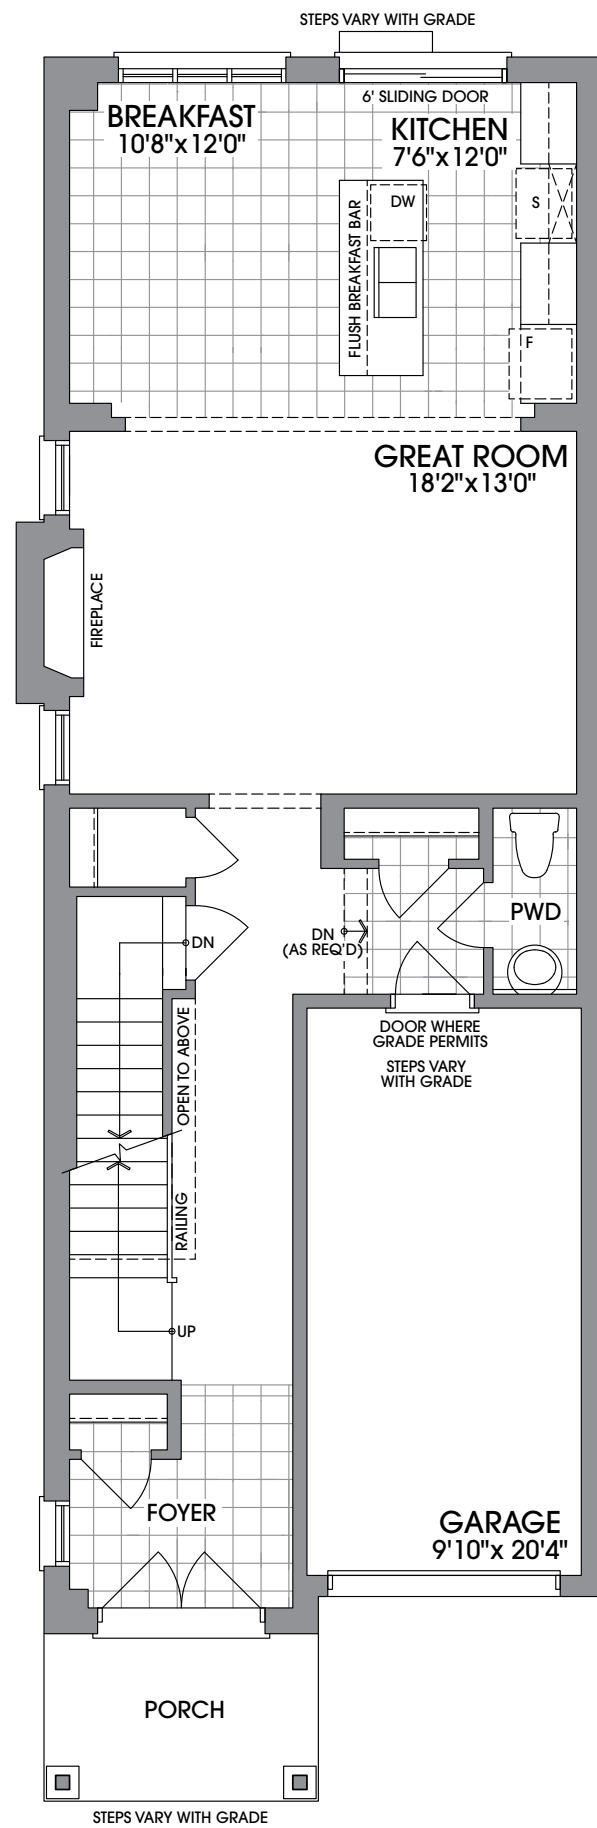 STEPS VARY WITH GRADE
6' SLIDING DOOR
BREAKFAST
10'8"x12'0"
KITCHEN
7'6"x12'0"
DW
S
FLUSH BREAKFAST BAR
F
GREAT ROOM
18'2"x13'0"
FIREPLACE
PWD
DN
DN
(AS REQ'D)
OPEN TO ABOVE
DOOR WHERE
GRADE PERMITS
STEPS VARY
WITH GRADE
RAILING
UP
FOYER
GARAGE
9'10"x 20'4"
PORCH
STEPS VARY WITH GRADE